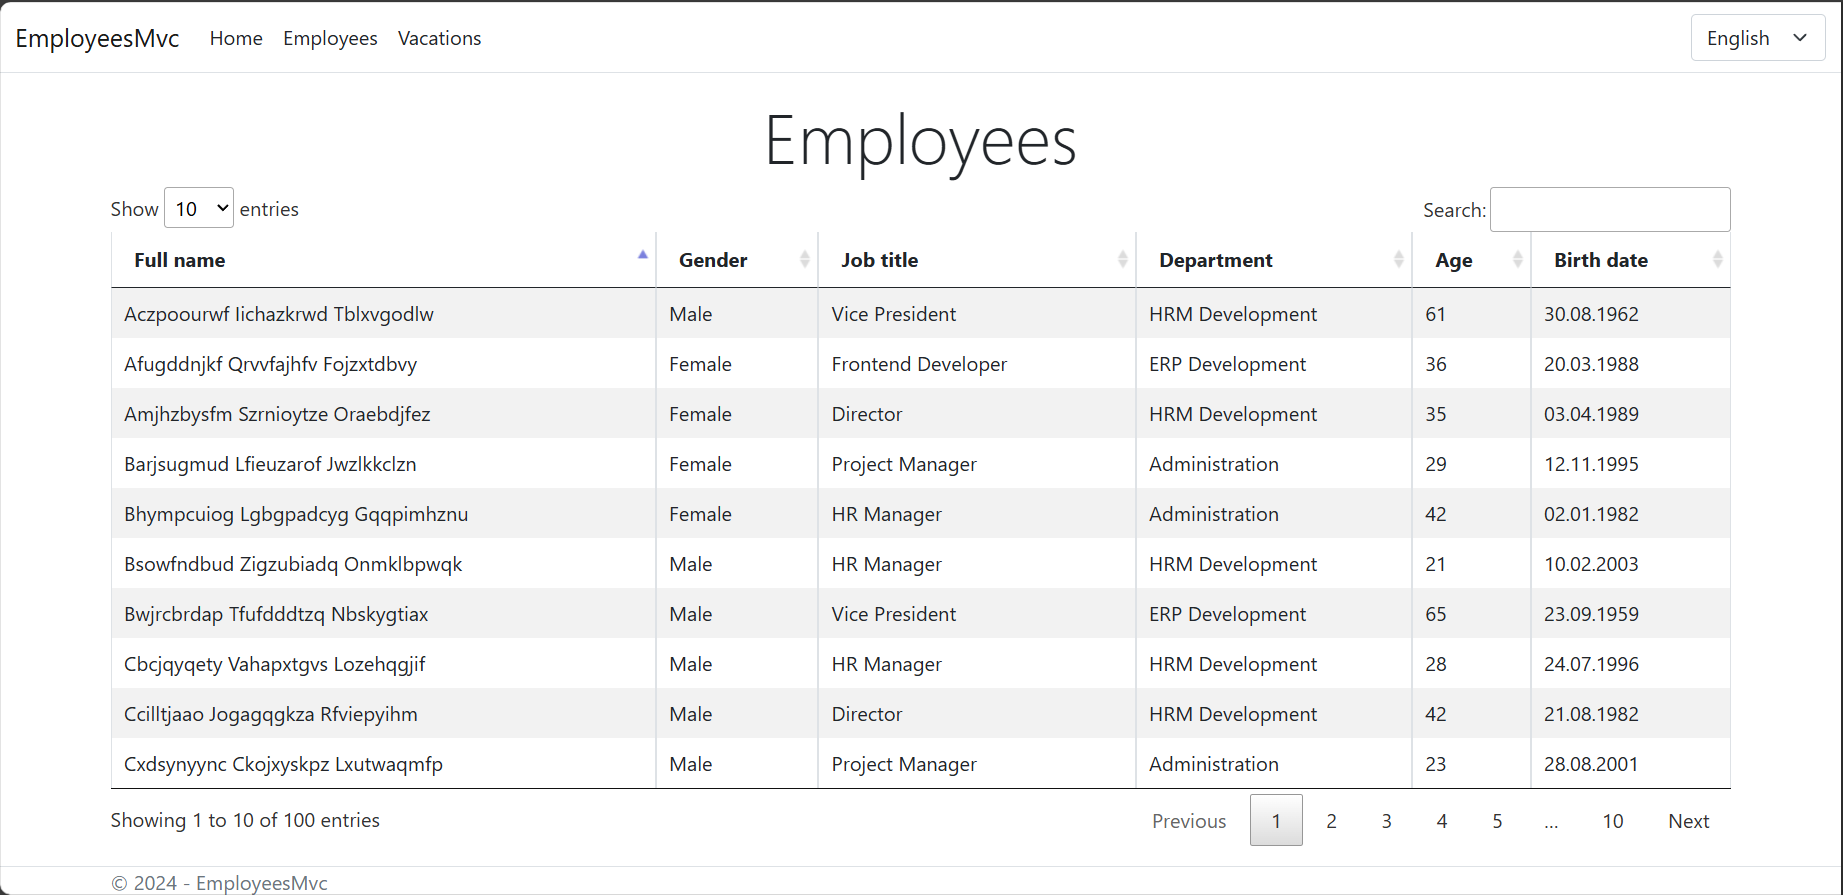 EmployeesMvc Home Employees Vacations English
Employees
Show 10 entries Search:
Full name Gender Job title Department Age Birth date
Aczpoourwf Iichazkrwd Tblxvgodlw Male Vice President HRM Development 61 30.08.1962
Afugddnjkf Qrvvfajhfv Fojzxtdbvy Female Frontend Developer ERP Development 36 20.03.1988
Amjhzbysfm Szrnioytze Oraebdjfez Female Director HRM Development 35 03.04.1989
Barjsugmud Lfieuzarof Jwzlkkclzn Female Project Manager Administration 29 12.11.1995
Bhympcuiog Lgbgpadcyg Gqqpimhznu Female HR Manager Administration 42 02.01.1982
Bsowfndbud Zigzubiadq Onmklbpwqk Male HR Manager HRM Development 21 10.02.2003
Bwjrcbrdap Tfufdddtzq Nbskygtiax Male Vice President ERP Development 65 23.09.1959
Cbcjqyqety Vahapxtgvs Lozehqgjif Male HR Manager HRM Development 28 24.07.1996
Ccilltjaao Jogagqgkza Rfviepyihm Male Director HRM Development 42 21.08.1982
Cxdsynyync Ckojxyskpz Lxutwaqmfp Male Project Manager Administration 23 28.08.2001
Showing 1 to 10 of 100 entries Previous 1 2 3 4 5 … 10 Next
© 2024 - EmployeesMvc